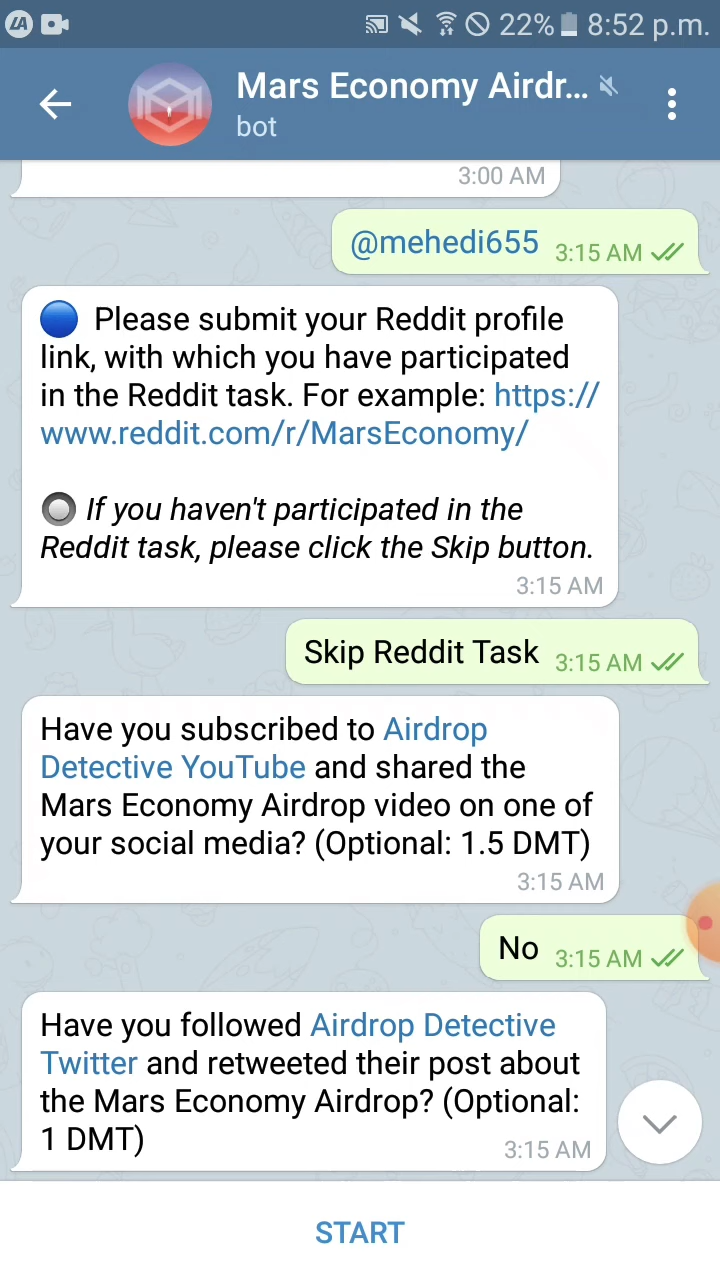 LA 22% 8:52 p.m.
Mars Economy Airdr...
bot
3:00 AM
@mehedi655 3:15 AM
Please submit your Reddit profile
link, with which you have participated
in the Reddit task. For example: https://
www.reddit.com/r/MarsEconomy/
If you haven't participated in the
Reddit task, please click the Skip button.
3:15 AM
Skip Reddit Task 3:15 AM
Have you subscribed to Airdrop
Detective YouTube and shared the
Mars Economy Airdrop video on one of
your social media? (Optional: 1.5 DMT)
3:15 AM
No 3:15 AM
Have you followed Airdrop Detective
Twitter and retweeted their post about
the Mars Economy Airdrop? (Optional:
1 DMT)
3:15 AM
START